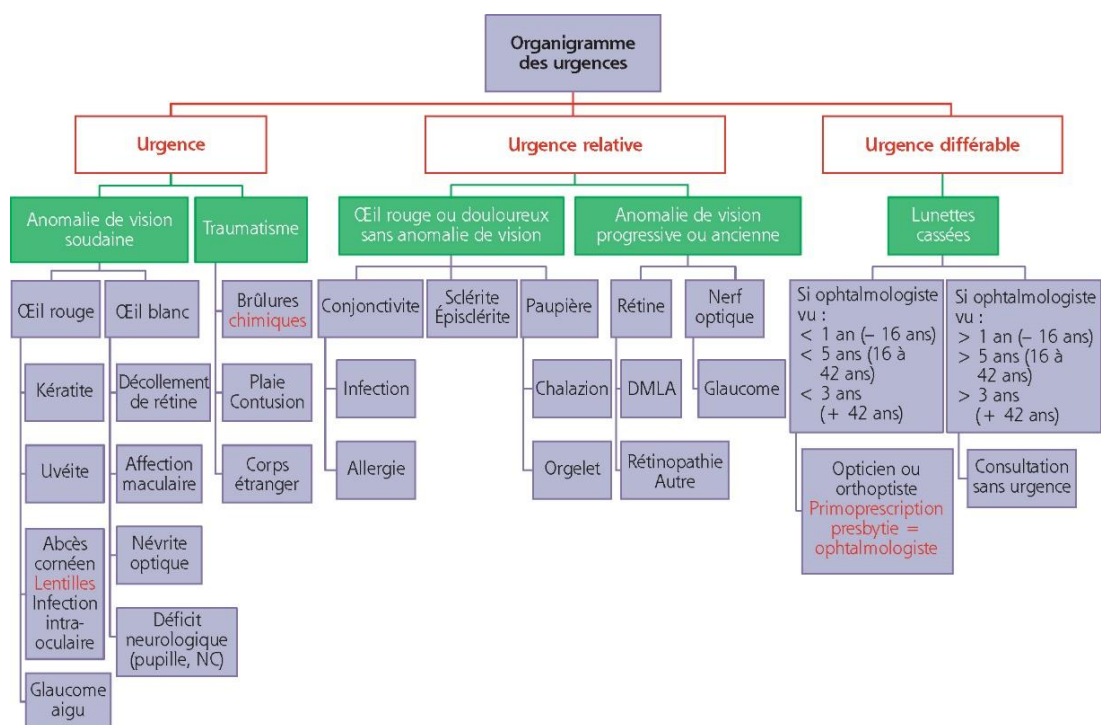 Organigramme
des urgences
Urgence
Urgence relative
Urgence différable
Anomalie de vision
soudaine
Traumatisme
Œil rouge ou douloureux
sans anomalie de vision
Anomalie de vision
progressive ou ancienne
Lunettes
cassées
Œil rouge
Kératite
Uvéite
Abcès
cornéen
Lentilles
Infection
intra-
oculaire
Glaucome
aigu
Œil blanc
Décollement
de rétine
Affection
maculaire
Névrite
optique
Déficit
neurologique
(pupille, NC)
Brûlures
chimiques
Plaie
Contusion
Corps
étranger
Conjonctivite
Infection
Allergie
Sclérite
Épisclérite
Paupière
Chalazion
Orgelet
Rétine
DMLA
Rétinopathie
Autre
Nerf
optique
Glaucome
Si ophtalmologiste
vu :
< 1 an (– 16 ans)
< 5 ans (16 à
42 ans)
< 3 ans
(+ 42 ans)
Opticien ou
orthoptiste
Primoprescription
presbytie =
ophtalmologiste
Si ophtalmologiste
vu :
> 1 an (– 16 ans)
> 5 ans (16 à
42 ans)
> 3 ans
(+ 42 ans)
Consultation
sans urgence